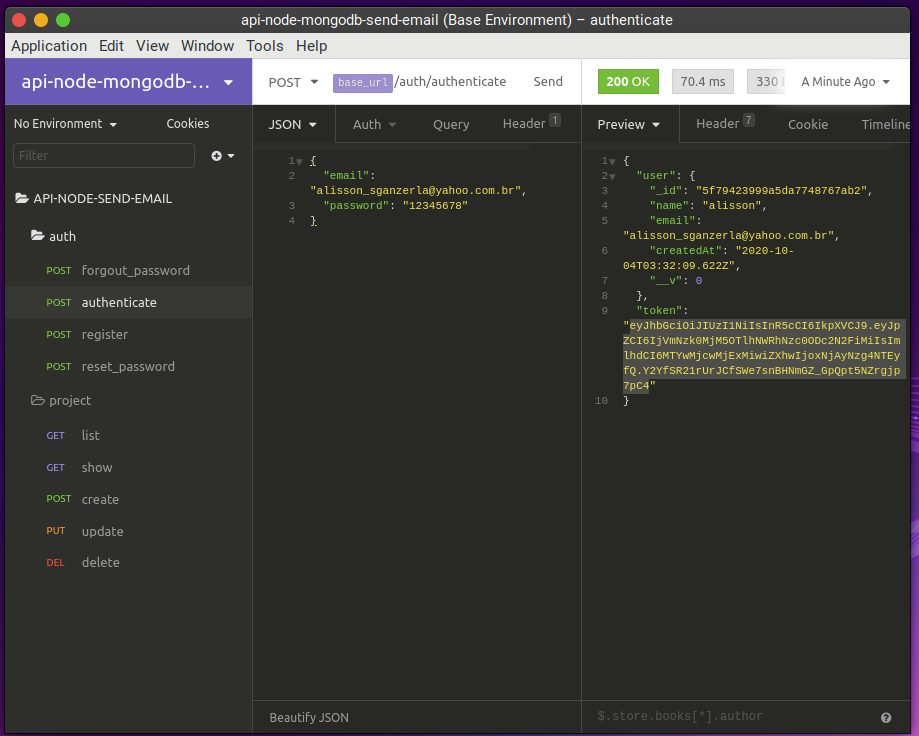 api-node-mongodb-send-email (Base Environment) – authenticate
Application Edit View Window Tools Help
api-node-mongodb-...
POST base_url/auth/authenticate Send
200 OK 70.4 ms 330 A Minute Ago
No Environment Cookies
JSON Auth Query Header 1
Preview Header 7 Cookie Timeline
Filter
API-NODE-SEND-EMAIL
auth
POST forgout_password
POST authenticate
POST register
POST reset_password
project
GET list
GET show
POST create
PUT update
DEL delete
1 {
2 "email":
"alisson_sganzerla@yahoo.com.br",
3 "password": "12345678"
4 }
Beautify JSON
1 {
2 "user": {
3 "_id": "5f79423999a5da7748767ab2",
4 "name": "alisson",
5 "email":
"alisson_sganzerla@yahoo.com.br",
6 "createdAt": "2020-10-
04T03:32:09.622Z",
7 "__v": 0
8 },
9 "token":
"eyJhbGciOiJIUzI1NiIsInR5cCI6IkpXVCJ9.eyJp
ZCI6IjVmNzk0MjM5OTlhNWRhNzc0ODc2N2FiMiIsIm
lhdCI6MTYwMjcwMjExMiwiZXhwIjoxNjAyNzg4NTEy
fQ.Y2YfSR21rUrJCfSWe7snBHNmGZ_GpQpt5NZrgjp
7pC4"
10 }
$.store.books[*].author